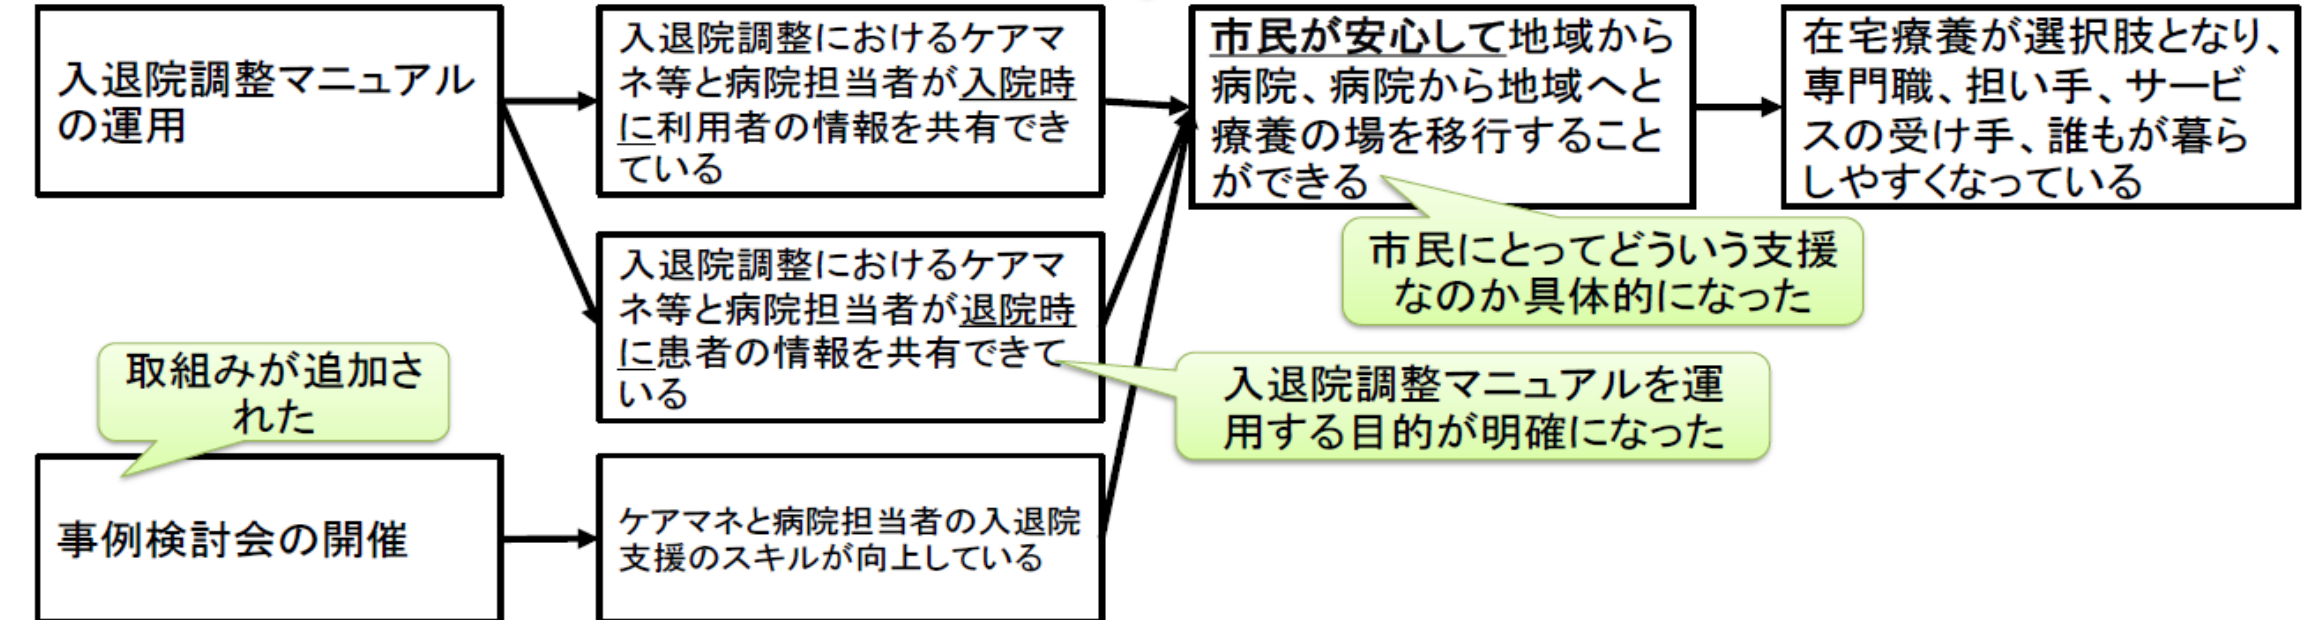 入退院調整マニュアル
の運用
入退院調整におけるケアマ
ネ等と病院担当者が入院時
に利用者の情報を共有でき
ている
市民が安心して地域から
病院、病院から地域へと
療養の場を移行すること
ができる
在宅療養が選択肢となり、
専門職、担い手、サービ
スの受け手、誰もが暮ら
しやすくなっている
市民にとってどういう支援
なのか具体的になった
入退院調整におけるケアマ
ネ等と病院担当者が退院時
に患者の情報を共有できて
いる
入退院調整マニュアルを運
用する目的が明確になった
取組みが追加さ
れた
事例検討会の開催
ケアマネと病院担当者の入退院
支援のスキルが向上している